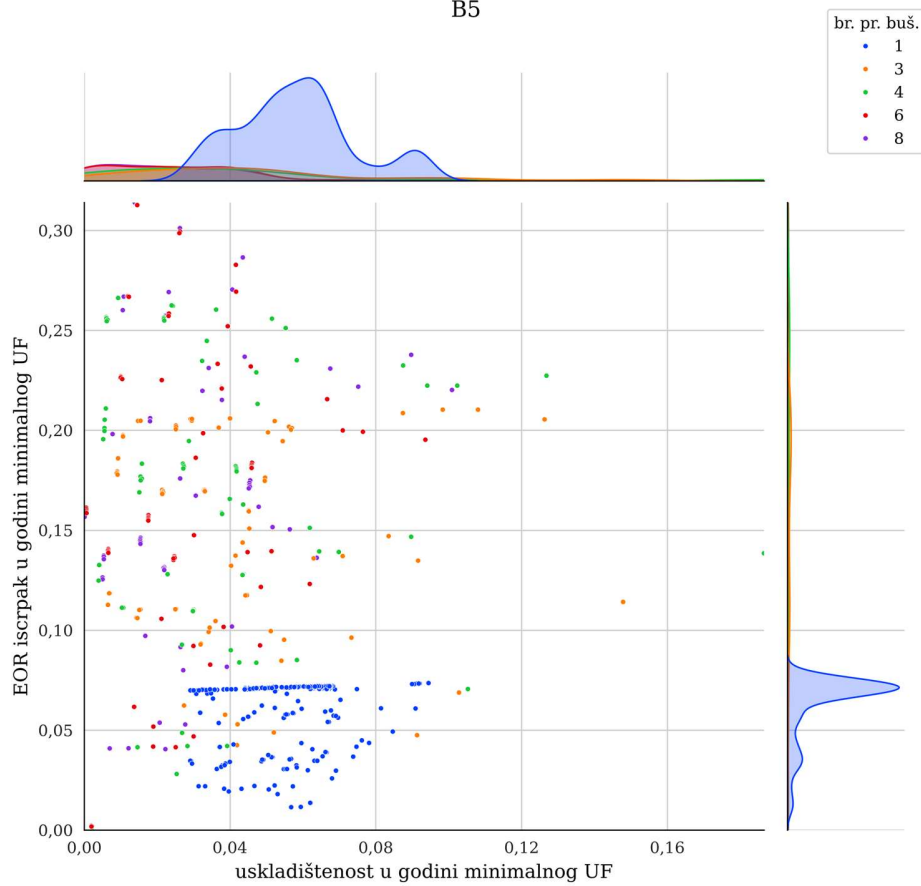 B5
br. pr. buš.
1
3
4
6
8
0,30
0,25
0,20
0,15
0,10
0,05
0,00
EOR iscrpak u godini minimalnog UF
0,00 0,04 0,08 0,12 0,16
uskladištenost u godini minimalnog UF